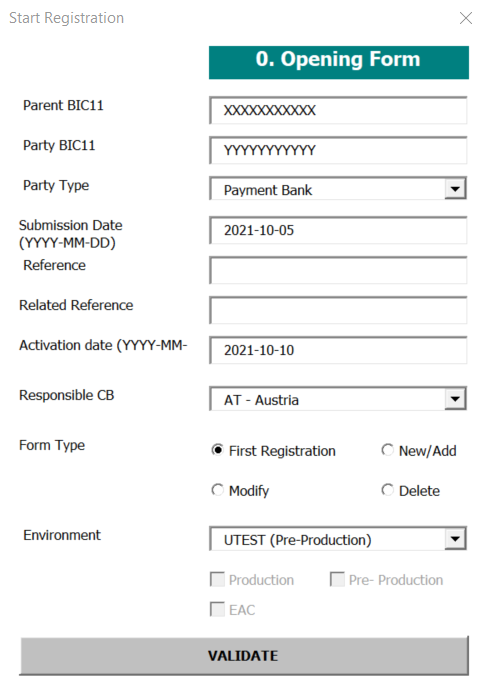 Start Registration
0. Opening Form
Parent BIC11
XXXXXXXXXXX
Party BIC11
YYYYYYYYYYY
Party Type
Payment Bank
Submission Date
(YYYY-MM-DD)
2021-10-05
Reference
Related Reference
Activation date (YYYY-MM-
2021-10-10
Responsible CB
AT - Austria
Form Type
First Registration
New/Add
Modify
Delete
Environment
UTEST (Pre-Production)
Production
Pre- Production
EAC
VALIDATE